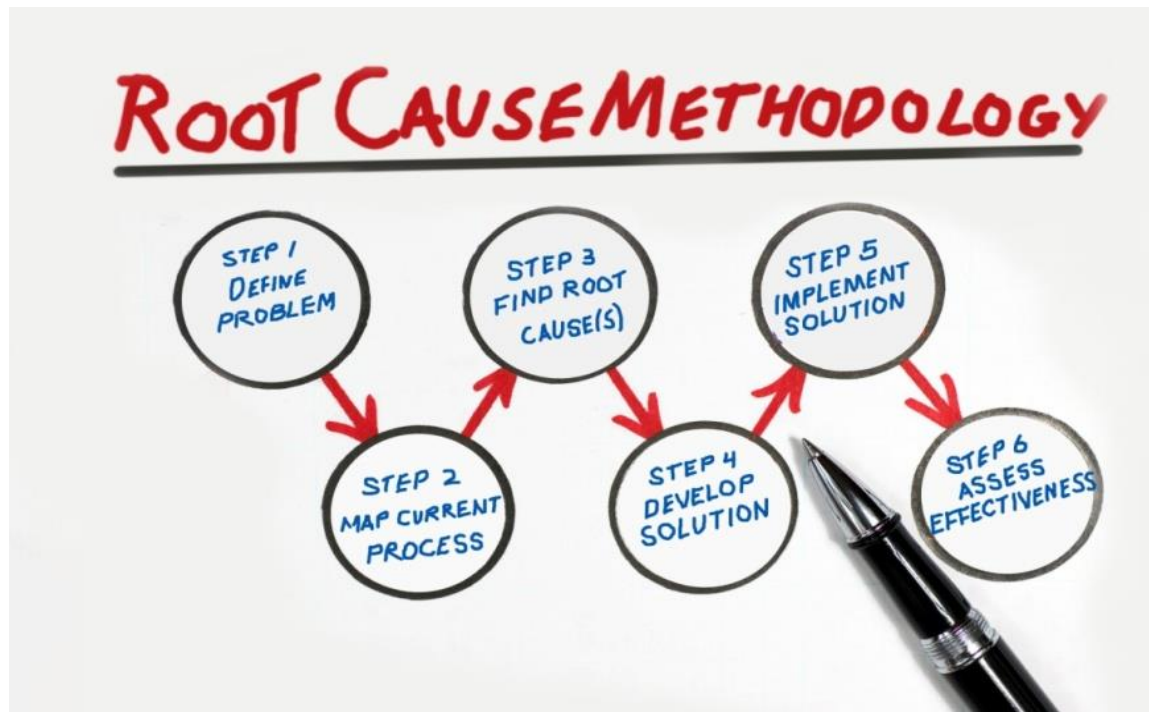 ROOT CAUSE METHODOLOGY
STEP 1
DEFINE
PROBLEM
STEP 2
MAP CURRENT
PROCESS
STEP 3
FIND ROOT
CAUSE(S)
STEP 4
DEVELOP
SOLUTION
STEP 5
IMPLEMENT
SOLUTION
STEP 6
ASSESS
EFFECTIVENESS